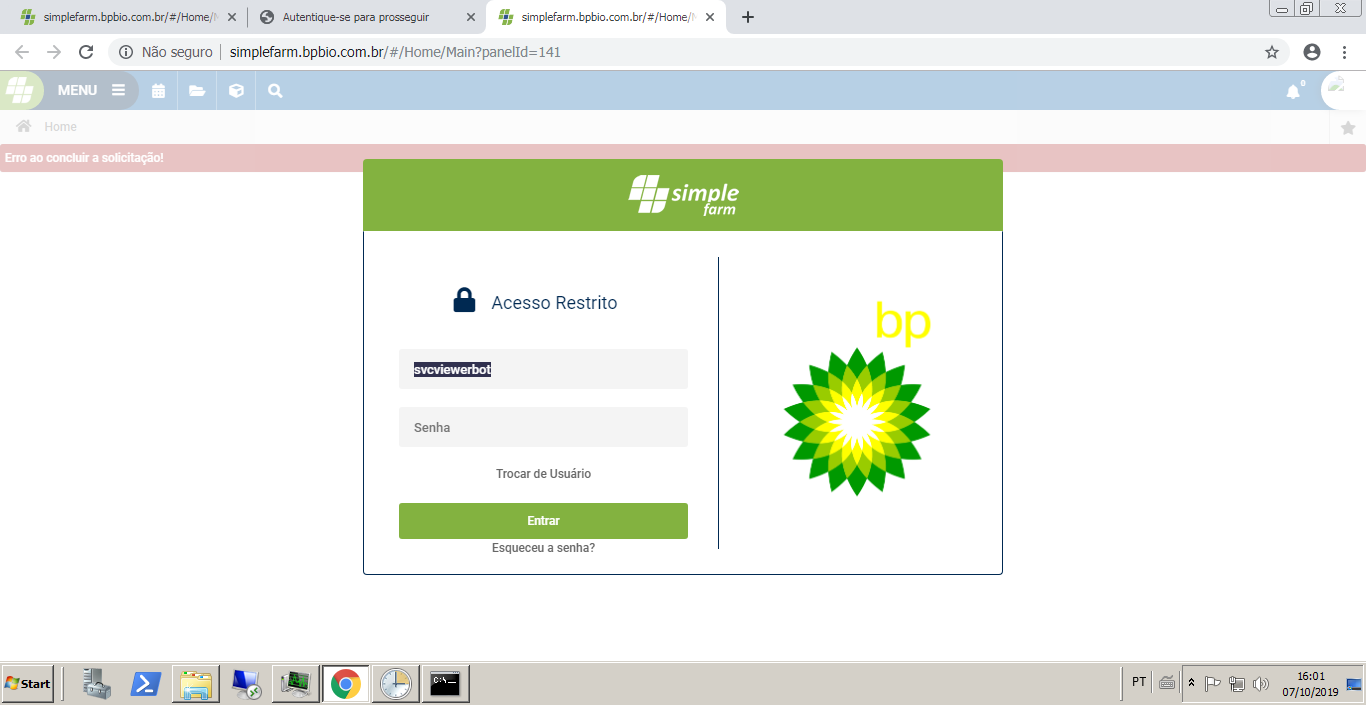 simplefarm.bpbio.com.br/#/Home/M
Autentique-se para prosseguir
simplefarm.bpbio.com.br/#/Home/M
Não seguro
simplefarm.bpbio.com.br/#/Home/Main?panelId=141
MENU
0
Home
Erro ao concluir a solicitação!
simple
farm
Acesso Restrito
bp
svcviewerbot
Senha
Trocar de Usuário
Entrar
Esqueceu a senha?
Start
C:\_
PT
16:01
07/10/2019